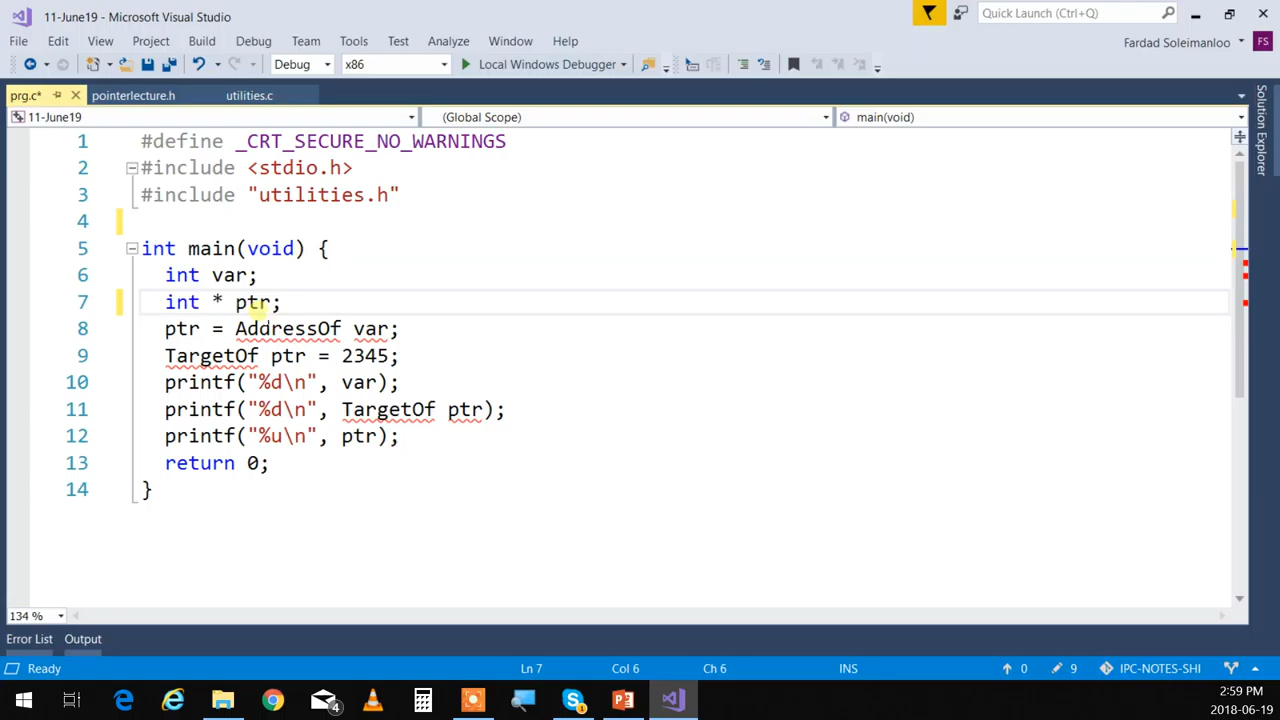 11-June19 - Microsoft Visual Studio
Quick Launch (Ctrl+Q)
File Edit View Project Build Debug Team Tools Test Analyze Window Help
Fardad Soleimanloo FS
Debug x86 Local Windows Debugger
prg.c* pointerlecture.h utilities.c
11-June19 (Global Scope) main(void)
Solution Explorer
1 #define _CRT_SECURE_NO_WARNINGS
2 #include <stdio.h>
3 #include "utilities.h"
4
5 int main(void) {
6 int var;
7 int * ptr;
8 ptr = AddressOf var;
9 TargetOf ptr = 2345;
10 printf("%d\n", var);
11 printf("%d\n", TargetOf ptr);
12 printf("%u\n", ptr);
13 return 0;
14 }
134 %
Error List Output
Ready Ln 7 Col 6 Ch 6 INS 0 9 IPC-NOTES-SHI
4 1
2:59 PM
2018-06-19